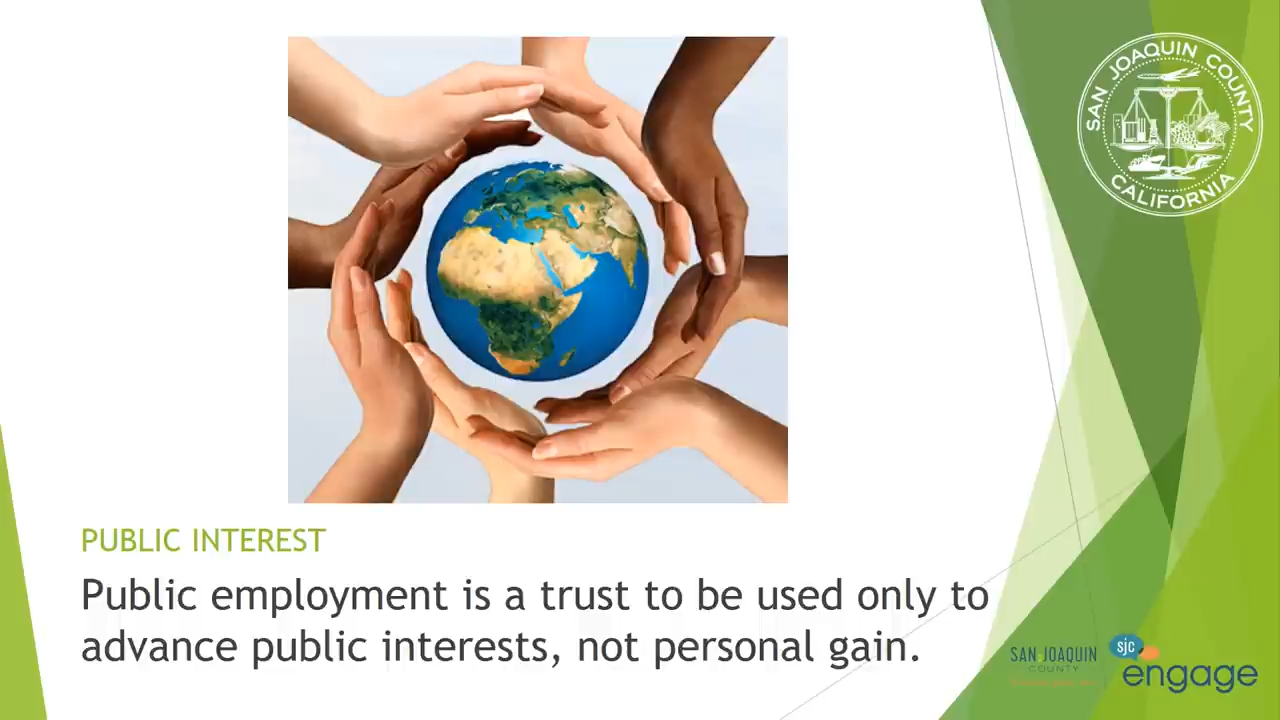 SAN JOAQUIN COUNTY
CALIFORNIA
PUBLIC INTEREST
Public employment is a trust to be used only to
advance public interests, not personal gain.
SAN JOAQUIN
COUNTY
sjc
engage